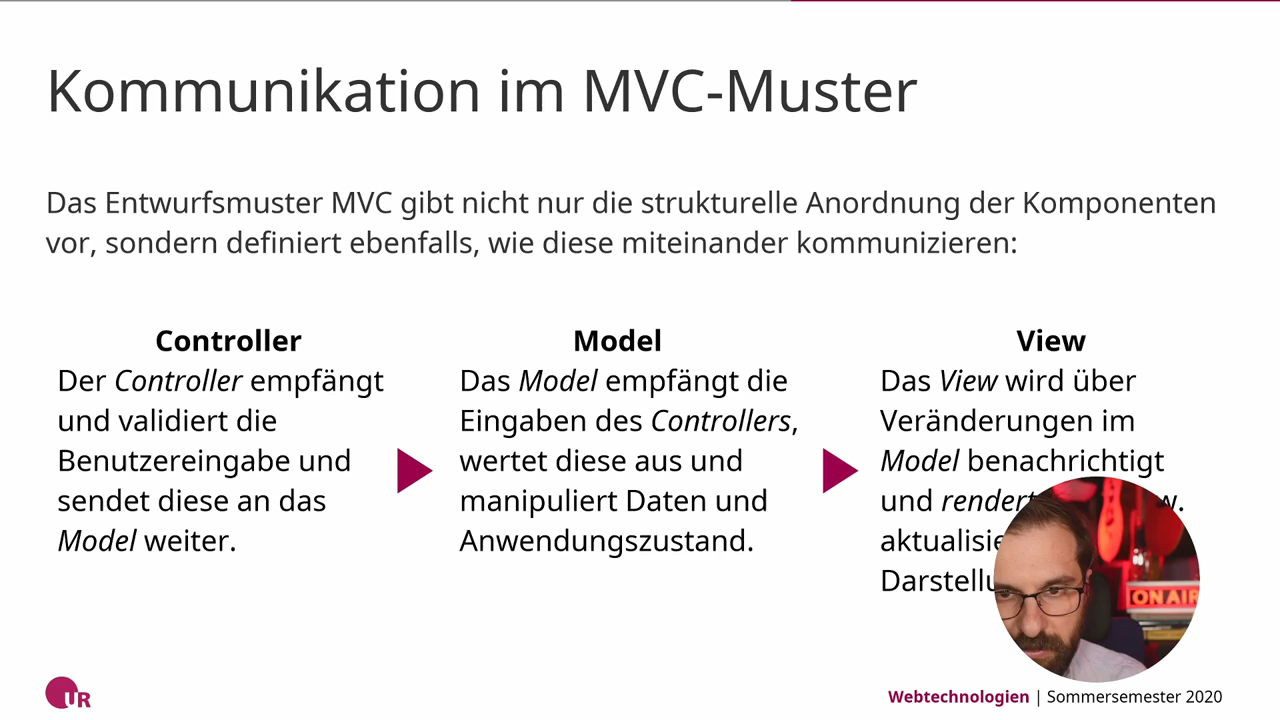 Kommunikation im MVC-Muster
Das Entwurfsmuster MVC gibt nicht nur die strukturelle Anordnung der Komponenten
vor, sondern definiert ebenfalls, wie diese miteinander kommunizieren:
Controller
Der Controller empfängt
und validiert die
Benutzereingabe und
sendet diese an das
Model weiter.
Model
Das Model empfängt die
Eingaben des Controllers,
wertet diese aus und
manipuliert Daten und
Anwendungszustand.
View
Das View wird über
Veränderungen im
Model benachrichtigt
und rendert
ON AIR
UR
Webtechnologien | Sommersemester 2020